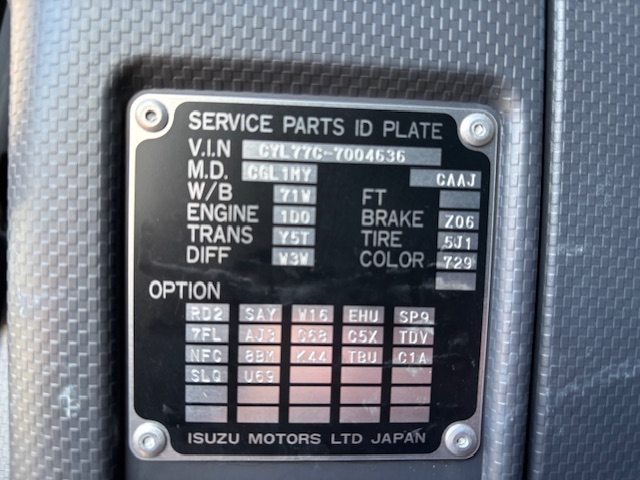 SERVICE PARTS ID PLATE
V.I.N CYL77C-7004636
M.D. CGL1MY CAAJ
W/B 71W FT
ENGINE 1D0 BRAKE Z06
TRANS Y5T TIRE 5J1
DIFF W3W COLOR 729
OPTION
RD2 SAY W16 EHU SP9
7FL AJ3 C68 C5X TDV
NFC 8BM K44 TBU C1A
SLQ U69
ISUZU MOTORS LTD JAPAN